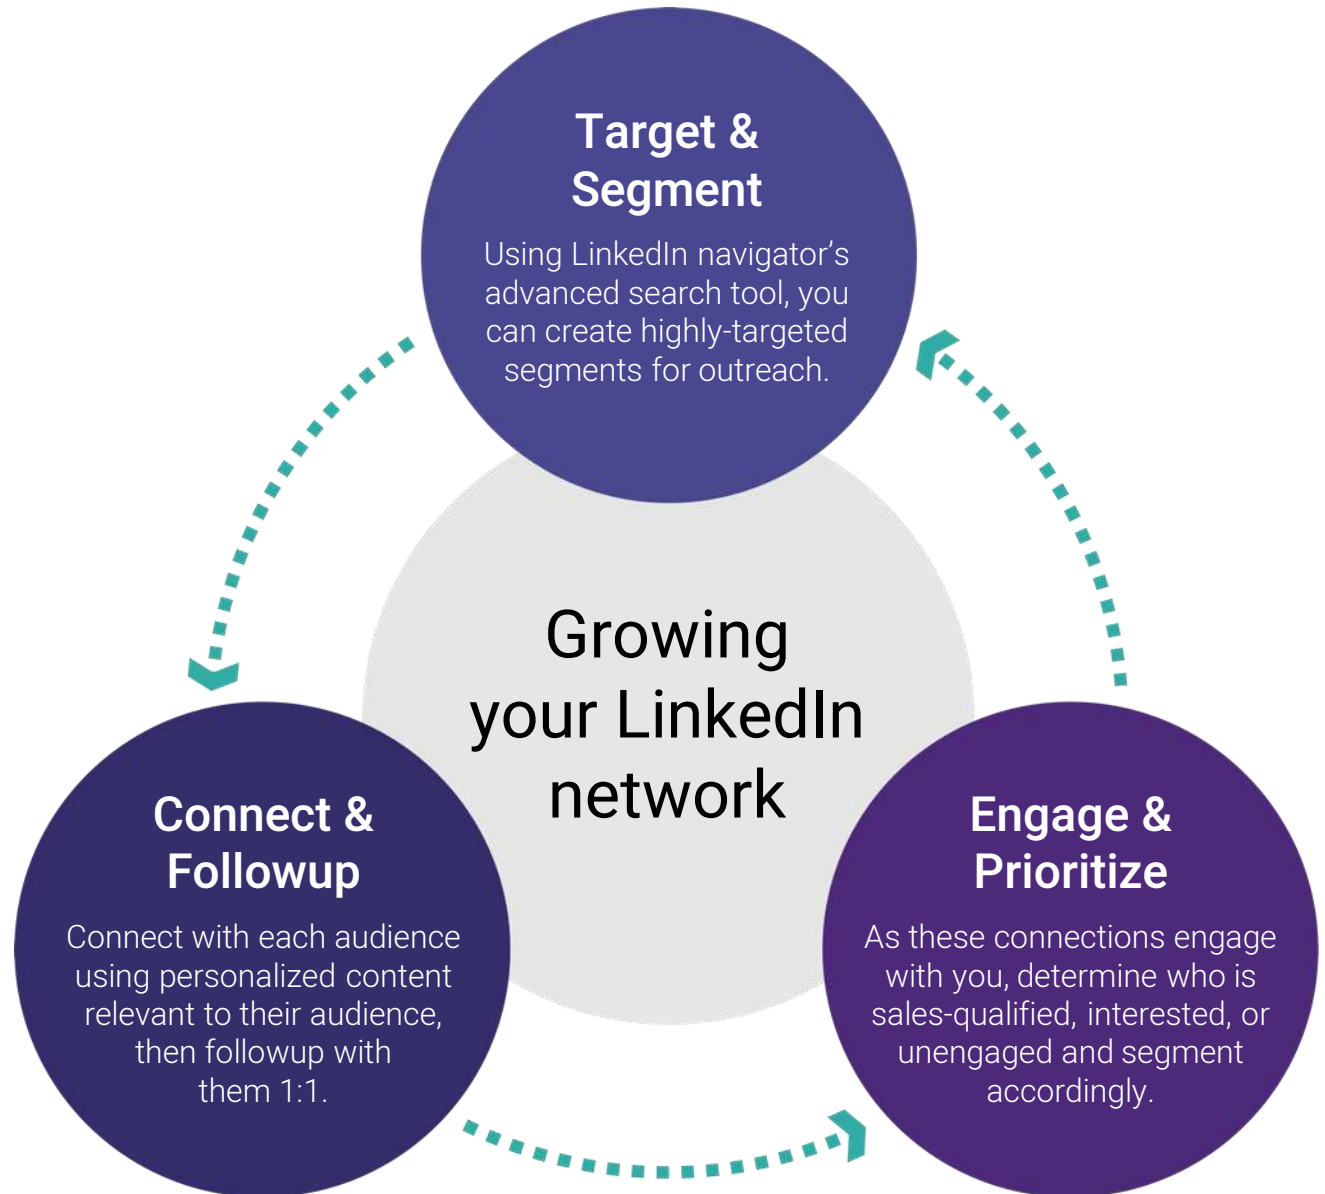 Target &
Segment
Using LinkedIn navigator’s
advanced search tool, you
can create highly-targeted
segments for outreach.
Growing
your LinkedIn
network
Connect &
Followup
Connect with each audience
using personalized content
relevant to their audience,
then followup with
them 1:1.
Engage &
Prioritize
As these connections engage
with you, determine who is
sales-qualified, interested, or
unengaged and segment
accordingly.